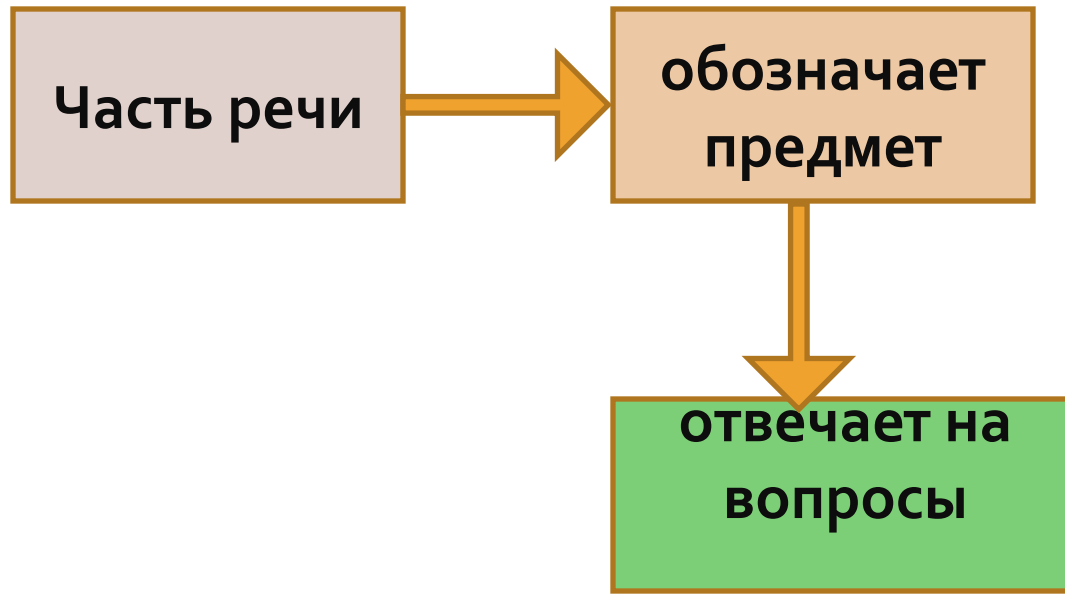 Часть речи
обозначает
предмет
отвечает на
вопросы